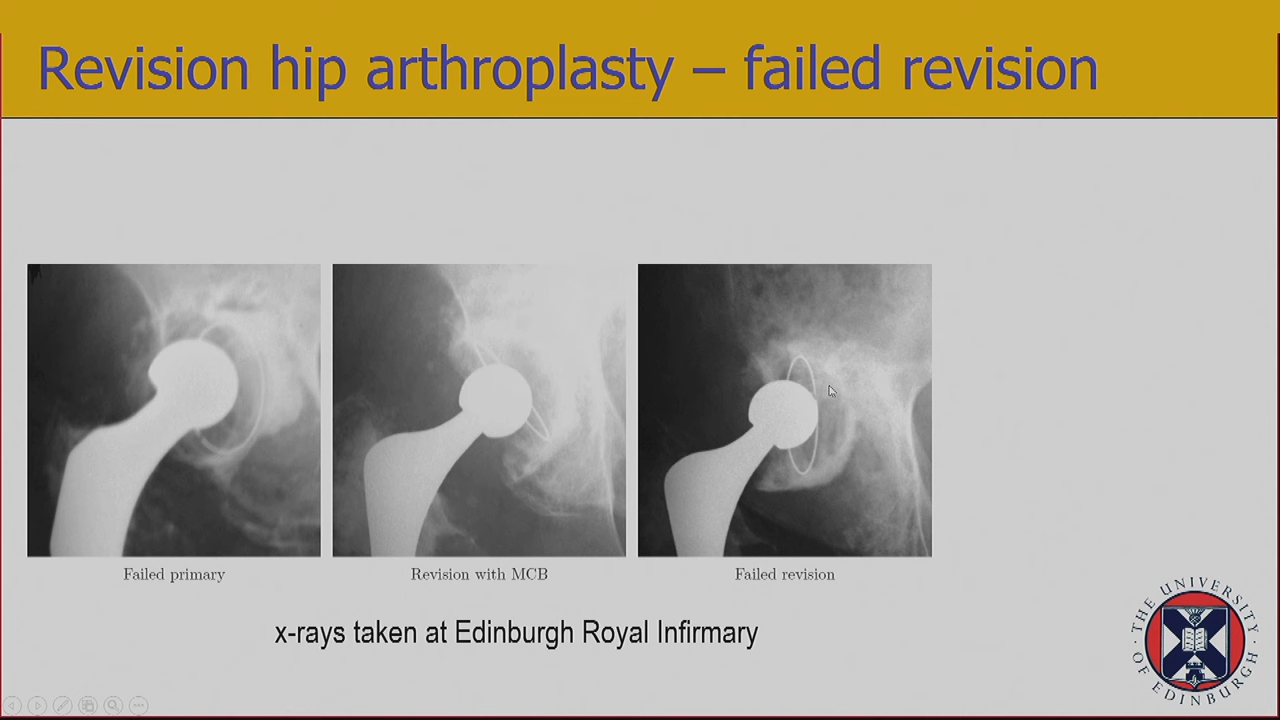 Revision hip arthroplasty – failed revision
Failed primary
Revision with MCB
Failed revision
x-rays taken at Edinburgh Royal Infirmary
THE UNIVERSITY OF EDINBURGH